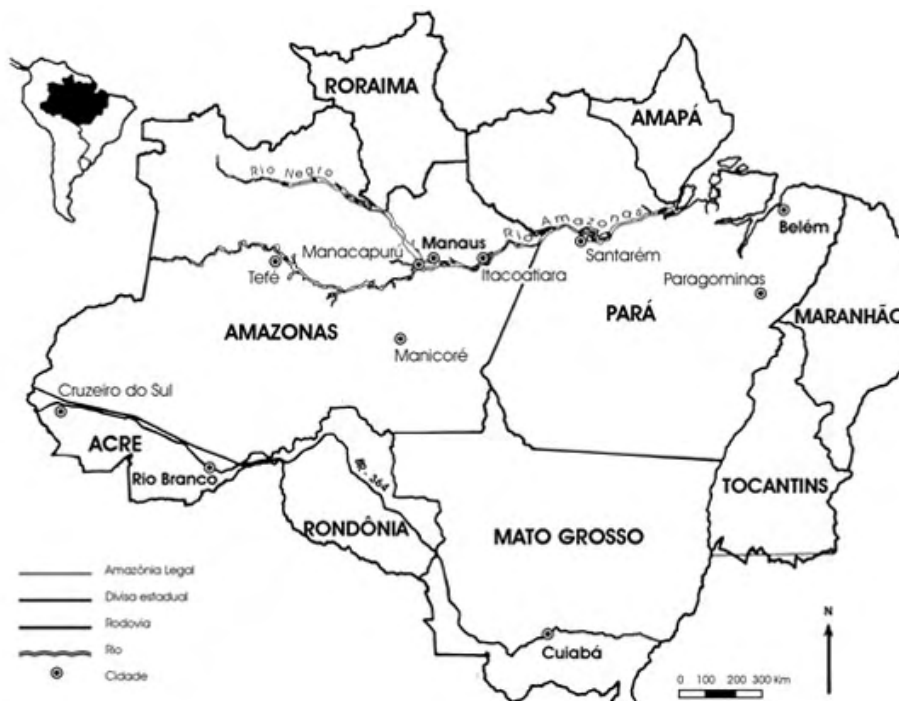 RORAIMA
AMAPÁ
Rio Negro
Rio Amazonas
Belém
Manacapurú
Manaus
Santarém
Tefé
Itacoatiara
Paragominas
MARANHÃO
AMAZONAS
PARÁ
Manicoré
Cruzeiro do Sul
ACRE
Rio Branco
BR - 364
TOCANTINS
RONDÔNIA
MATO GROSSO
Amazônia Legal
Divisa estadual
Rodovia
Rio
Cidade
Cuiabá
N
0 100 200 300 Km